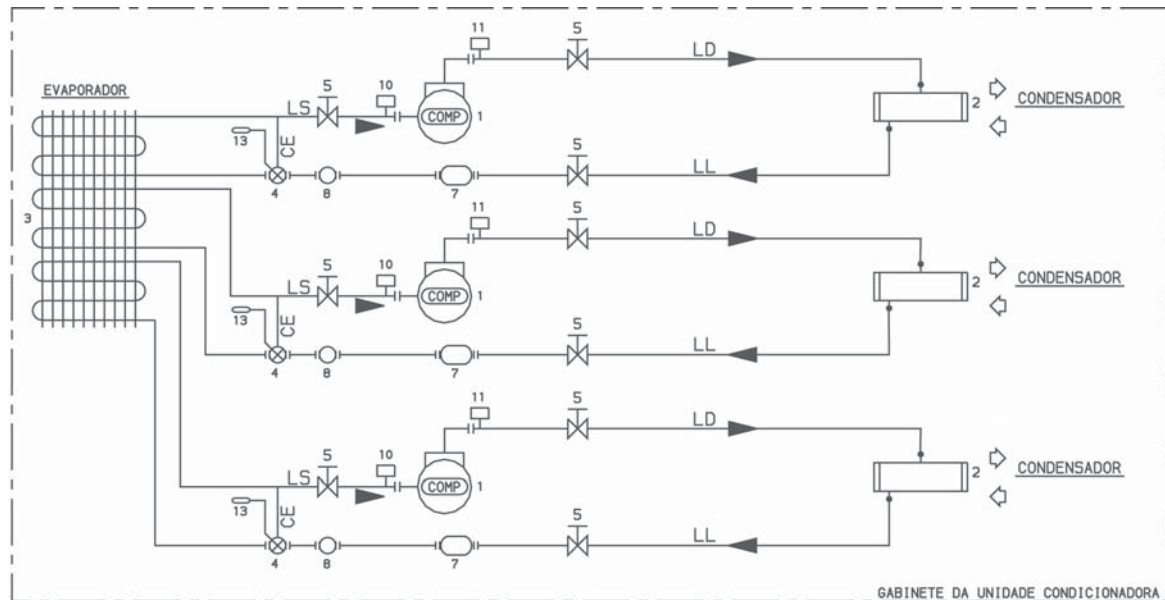 11 5 LD
EVAPORADOR
LS 5 10 COMP 1 2 CONDENSADOR
13 CE 5 LL
4 8 7
3
11 5 LD
LS 5 10 COMP 1 2 CONDENSADOR
13 CE 5 LL
4 8 7
11 5 LD
LS 5 10 COMP 1 2 CONDENSADOR
13 CE 5 LL
4 8 7
GABINETE DA UNIDADE CONDICIONADORA